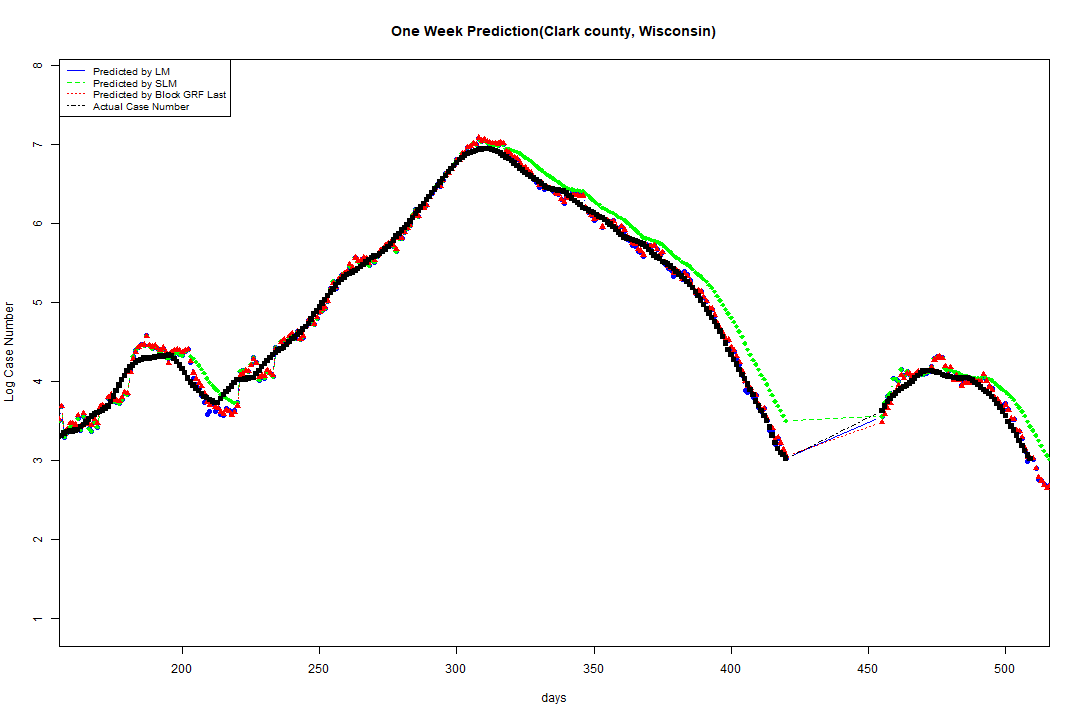 One Week Prediction(Clark county, Wisconsin)
Predicted by LM
Predicted by SLM
Predicted by Block GRF Last
Actual Case Number
8
7
6
5
4
3
2
1
Log Case Number
200 250 300 350 400 450 500
days